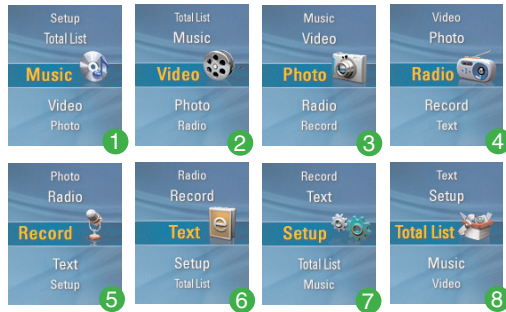 Setup
Total List
Music
Video
Photo
1
Total List
Music
Video
Photo
Radio
2
Music
Video
Photo
Radio
Record
3
Video
Photo
Radio
Record
Text
4
Photo
Radio
Record
Text
Setup
5
Radio
Record
Text
Setup
Total List
6
Record
Text
Setup
Total List
Music
7
Text
Setup
Total List
Music
Video
8